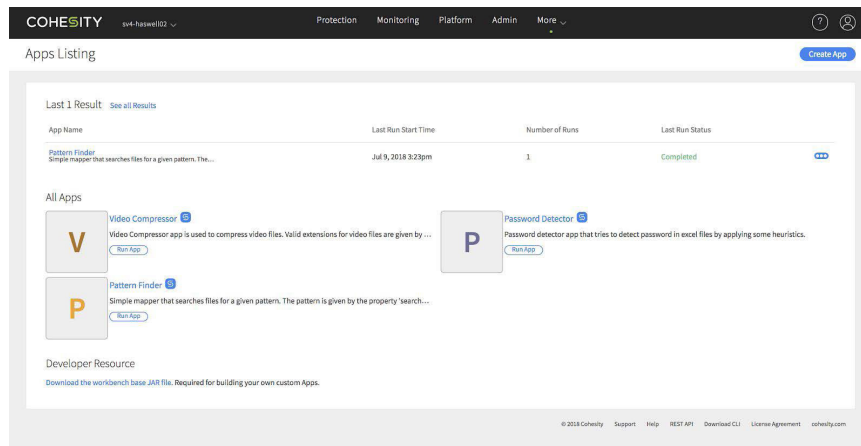 COHESITY sv4-haswell02 Protection Monitoring Platform Admin More ?
Apps Listing Create App
Last 1 Result See all Results
App Name Last Run Start Time Number of Runs Last Run Status
Pattern Finder
Simple mapper that searches files for a given pattern. The... Jul 9, 2018 3:23pm 1 Completed
All Apps
V
Video Compressor
Video Compressor app is used to compress video files. Valid extensions for video files are given by ...
Run App
P
Password Detector
Password detector app that tries to detect password in excel files by applying some heuristics.
Run App
P
Pattern Finder
Simple mapper that searches files for a given pattern. The pattern is given by the property 'search...
Run App
Developer Resource
Download the workbench base JAR file. Required for building your own custom Apps.
© 2018 Cohesity Support Help REST API Download CLI License Agreement cohesity.com